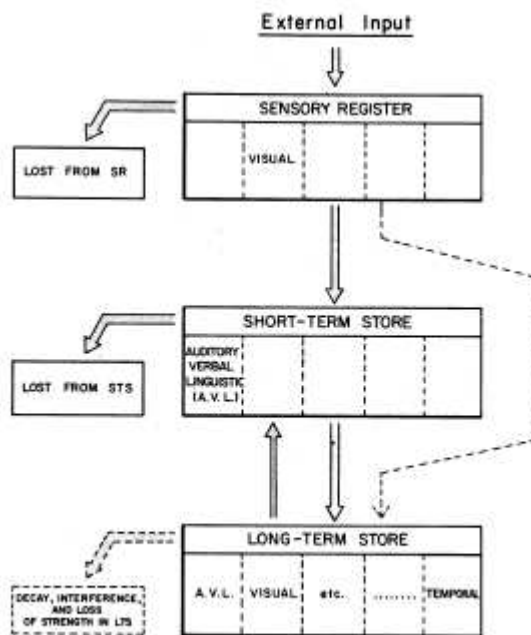 External Input
SENSORY REGISTER
VISUAL
LOST FROM SR
SHORT-TERM STORE
AUDITORY
VERBAL
LINGUISTIC
(A.V.L.)
LOST FROM STS
LONG-TERM STORE
A.V.L.
VISUAL
etc.
........
TEMPORAL
DECAY, INTERFERENCE,
AND LOSS
OF STRENGTH IN LTS